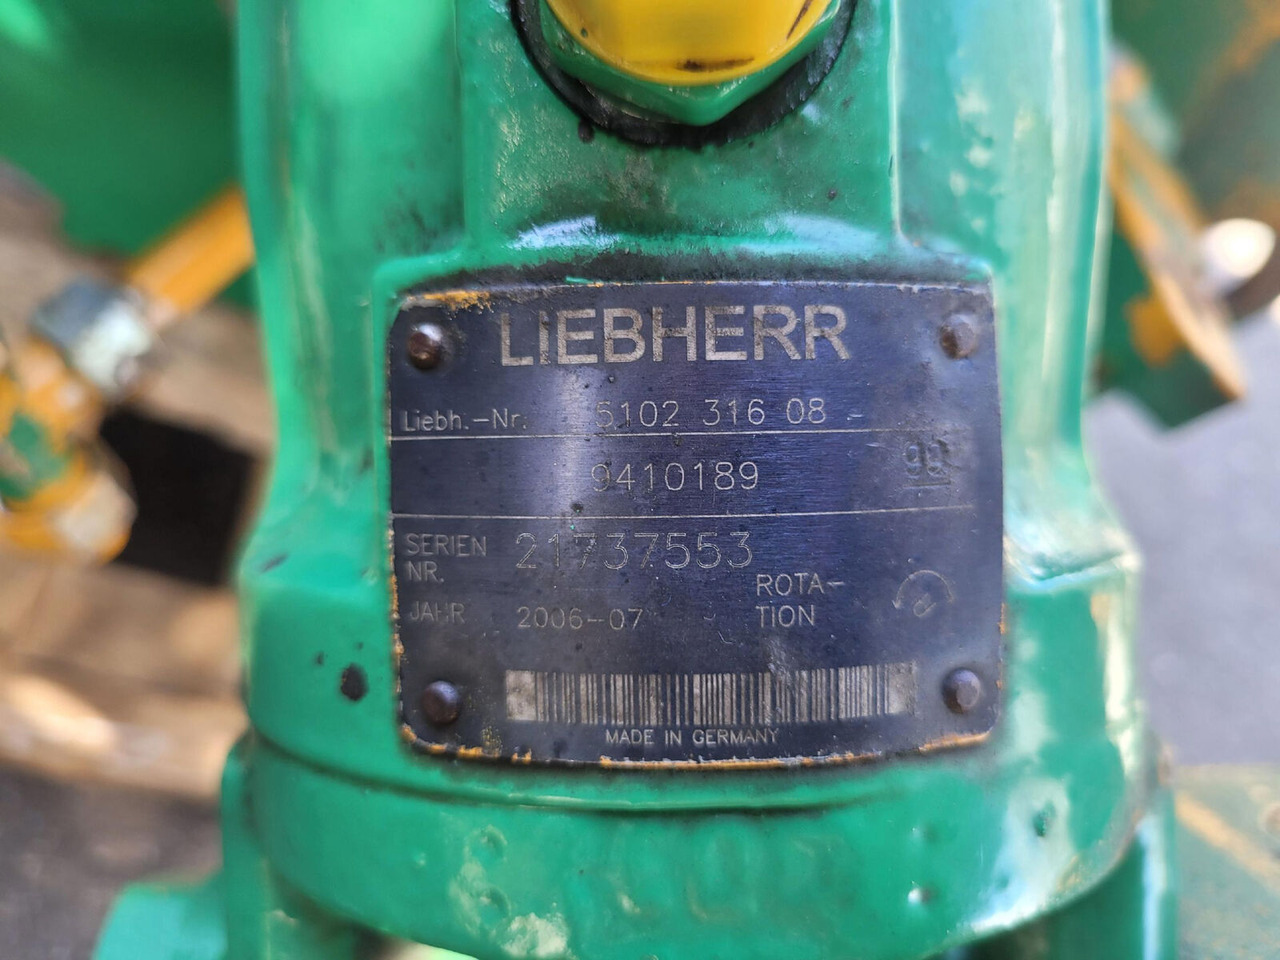 LIEBHERR
Liebh.-Nr: 5102 316 08
9410189
SERIEN NR. 21737553
JAHR 2006-07
ROTA-
TION
MADE IN GERMANY